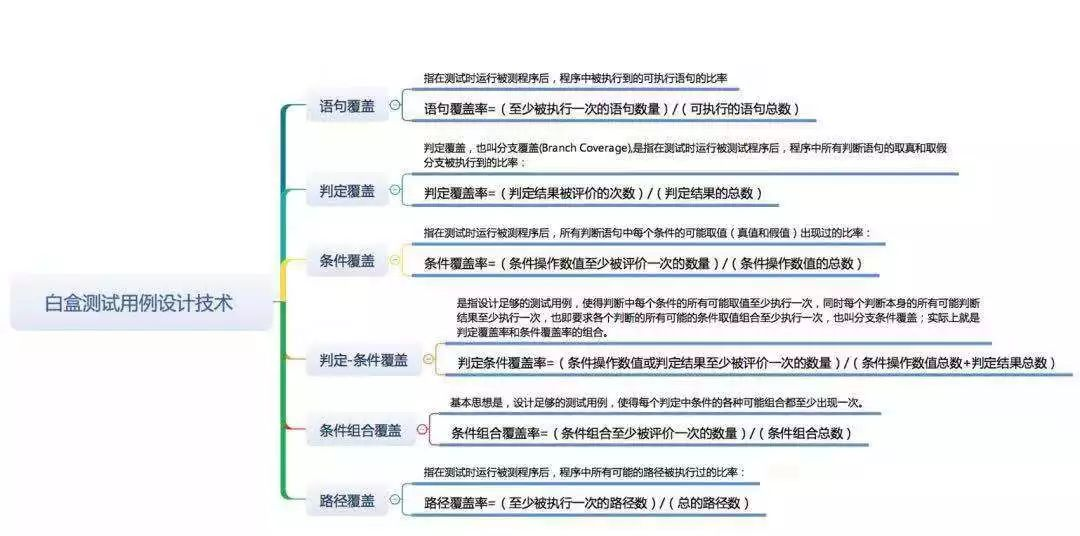 白盒测试用例设计技术
语句覆盖
指在测试时运行被测程序后，程序中被执行到的可执行语句的比率
语句覆盖率=（至少被执行一次的语句数量）/（可执行的语句总数）
判定覆盖
判定覆盖，也叫分支覆盖(Branch Coverage),是指在测试时运行被测试程序后，程序中所有判断语句的取真和取假
分支被执行到的比率；
判定覆盖率=（判定结果被评价的次数）/（判定结果的总数）
条件覆盖
指在测试时运行被测程序后，所有判断语句中每个条件的可能取值（真值和假值）出现过的比率：
条件覆盖率=（条件操作数值至少被评价一次的数量）/（条件操作数值的总数）
判定-条件覆盖
是指设计足够的测试用例，使得判断中每个条件的所有可能取值至少执行一次，同时每个判断本身的所有可能判断
结果至少执行一次，也即要求各个判断的所有可能的条件取值组合至少执行一次，也叫分支条件覆盖；实际上就是
判定覆盖率和条件覆盖率的组合。
判定条件覆盖率=（条件操作数值或判定结果至少被评价一次的数量）/（条件操作数值总数+判定结果总数）
条件组合覆盖
基本思想是，设计足够的测试用例，使得每个判定中条件的各种可能组合都至少出现一次。
条件组合覆盖率=（条件组合至少被评价一次的数量）/（条件组合总数）
路径覆盖
指在测试时运行被测程序后，程序中所有可能的路径被执行过的比率：
路径覆盖率=（至少被执行一次的路径数）/（总的路径数）